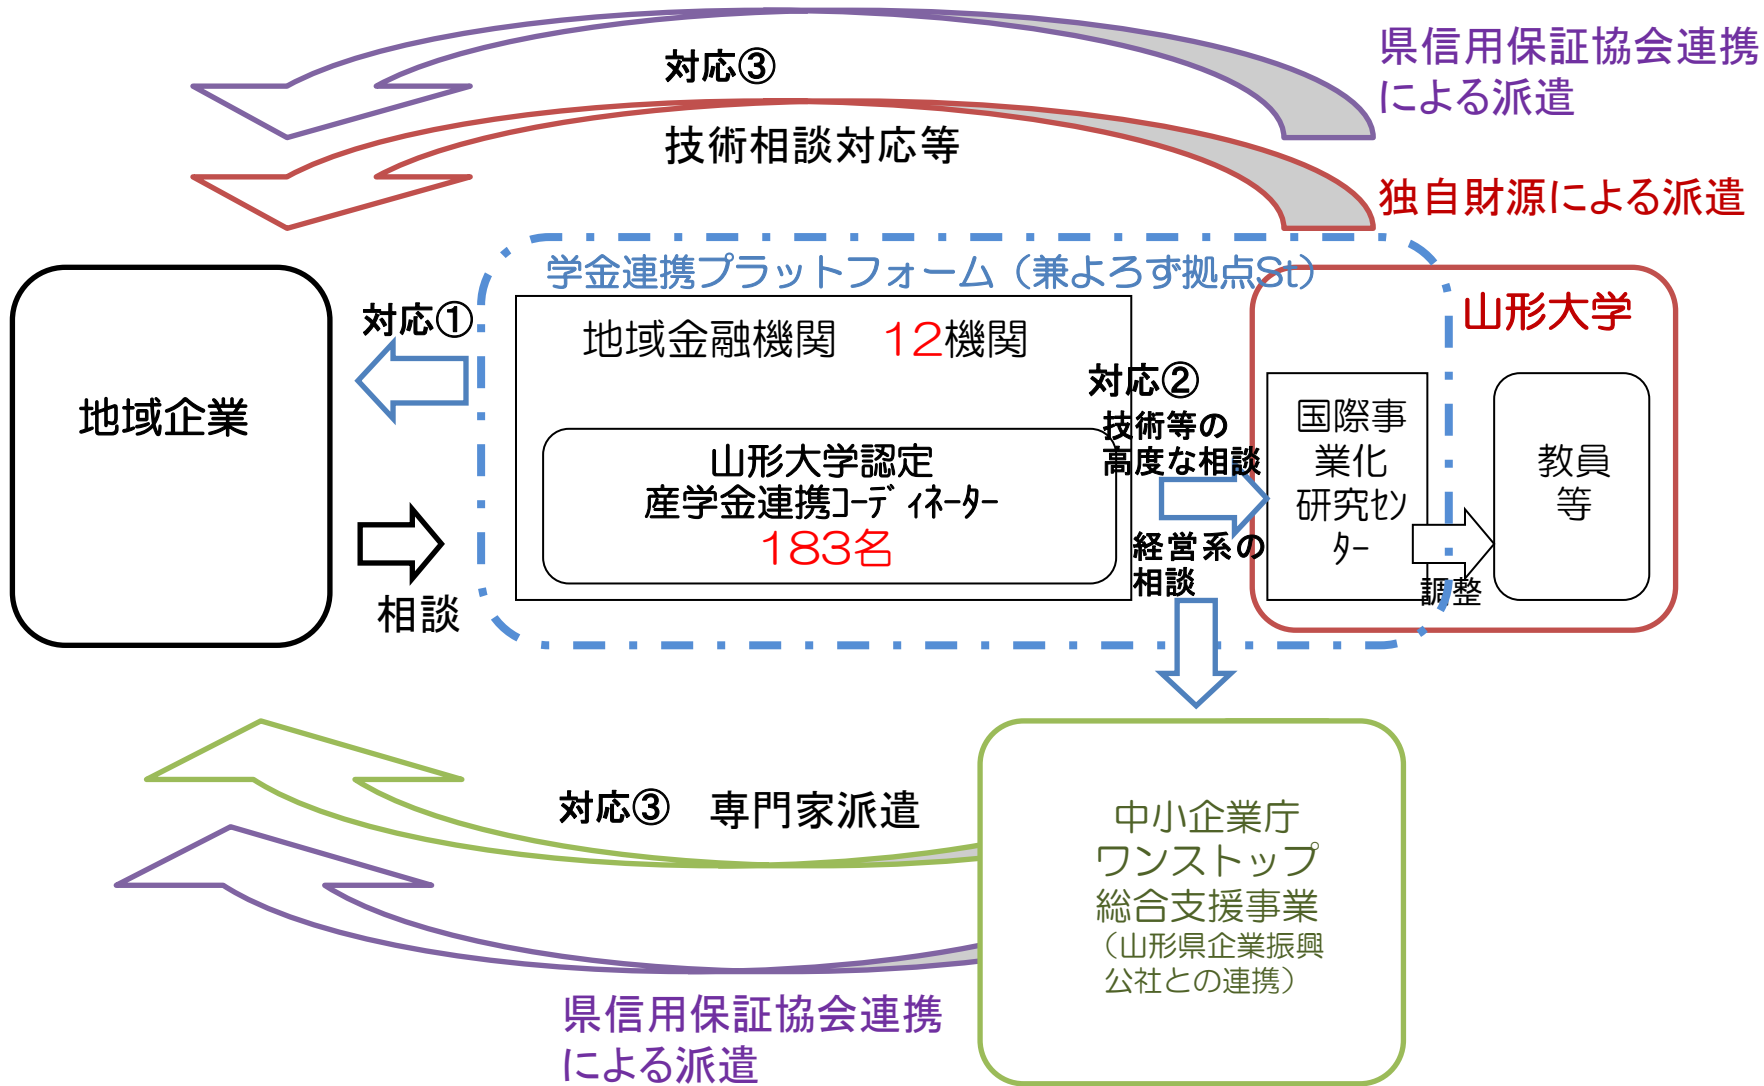 対応③
県信用保証協会連携
による派遣
技術相談対応等
独自財源による派遣
学金連携プラットフォーム（兼よろず拠点St）
山形大学
対応①
地域金融機関　12機関
対応②
地域企業
技術等の
高度な相談
山形大学認定
産学金連携ｺｰﾃﾞｨﾈｰﾀｰ
183名
国際事
業化
研究ｾﾝ
ﾀｰ
教員
等
経営系の
相談
相談
調整
対応③　専門家派遣
中小企業庁
ワンストップ
総合支援事業
（山形県企業振興
公社との連携）
県信用保証協会連携
による派遣